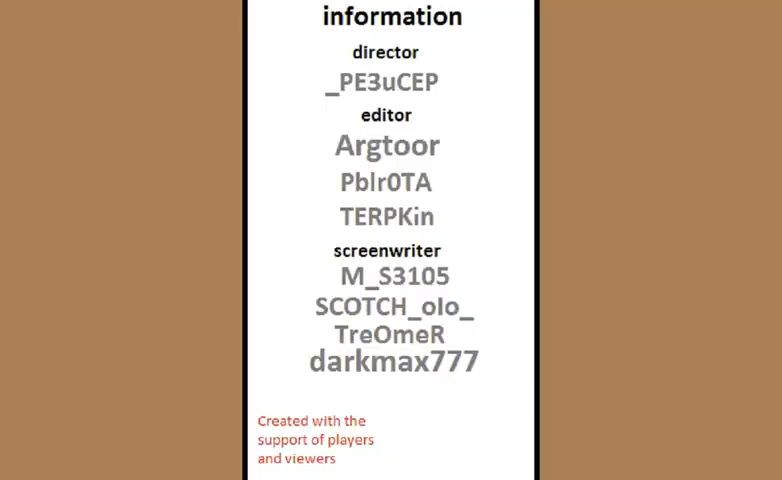 information
director
_PE3uCEP
editor
Argtoor
Pblr0TA
TERPKin
screenwriter
M_S3105
SCOTCH_olo_
TreOmeR
darkmax777
Created with the
support of players
and viewers